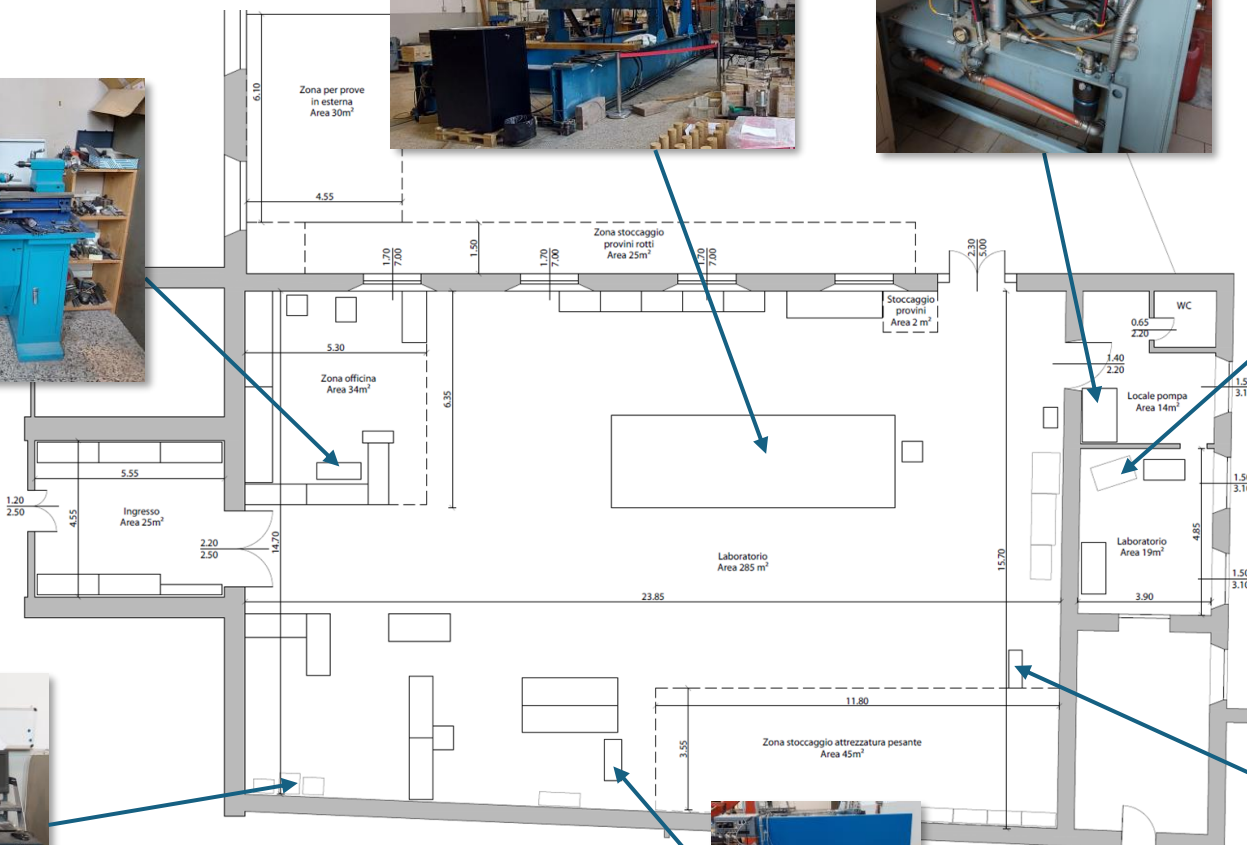 Zona per prove
in esterna
Area 30m²
6.10
4.55
Zona stoccaggio
provini rotti
Area 25m²
1.50
1.70
7.00
1.70
7.00
1.70
7.00
2.30
5.00
Stoccaggio
provini
Area 2 m²
WC
0.65
2.20
1.40
2.20
5.30
Zona officina
Area 34m²
6.35
Locale pompa
Area 14m²
5.55
Ingresso
Area 25m²
4.55
1.20
2.50
2.20
2.50
14.70
Laboratorio
Area 285 m²
15.70
Laboratorio
Area 19m²
4.85
3.90
1.50
23.85
11.80
3.55
Zona stoccaggio attrezzatura pesante
Area 45m²